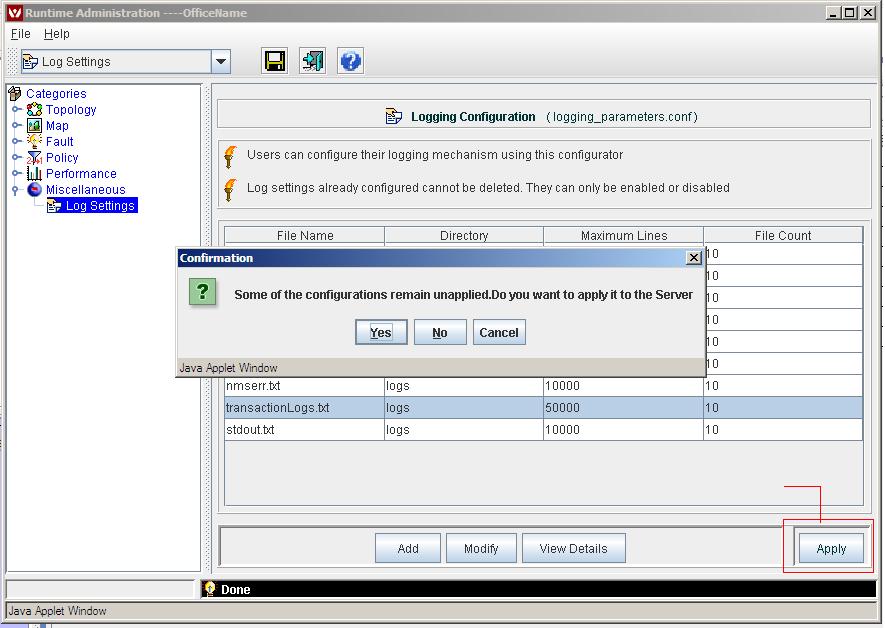 Runtime Administration ----OfficeName
File Help
Log Settings
Categories
Topology
Map
Fault
Policy
Performance
Miscellaneous
Log Settings
Logging Configuration (logging_parameters.conf)
Users can configure their logging mechanism using this configurator
Log settings already configured cannot be deleted. They can only be enabled or disabled
File Name Directory Maximum Lines File Count
10
10
10
10
10
10
Confirmation
Some of the configurations remain unapplied.Do you want to apply it to the Server
Yes No Cancel
Java Applet Window
nmserr.txt logs 10000 10
transactionLogs.txt logs 50000 10
stdout.txt logs 10000 10
Add Modify View Details Apply
Done
Java Applet Window